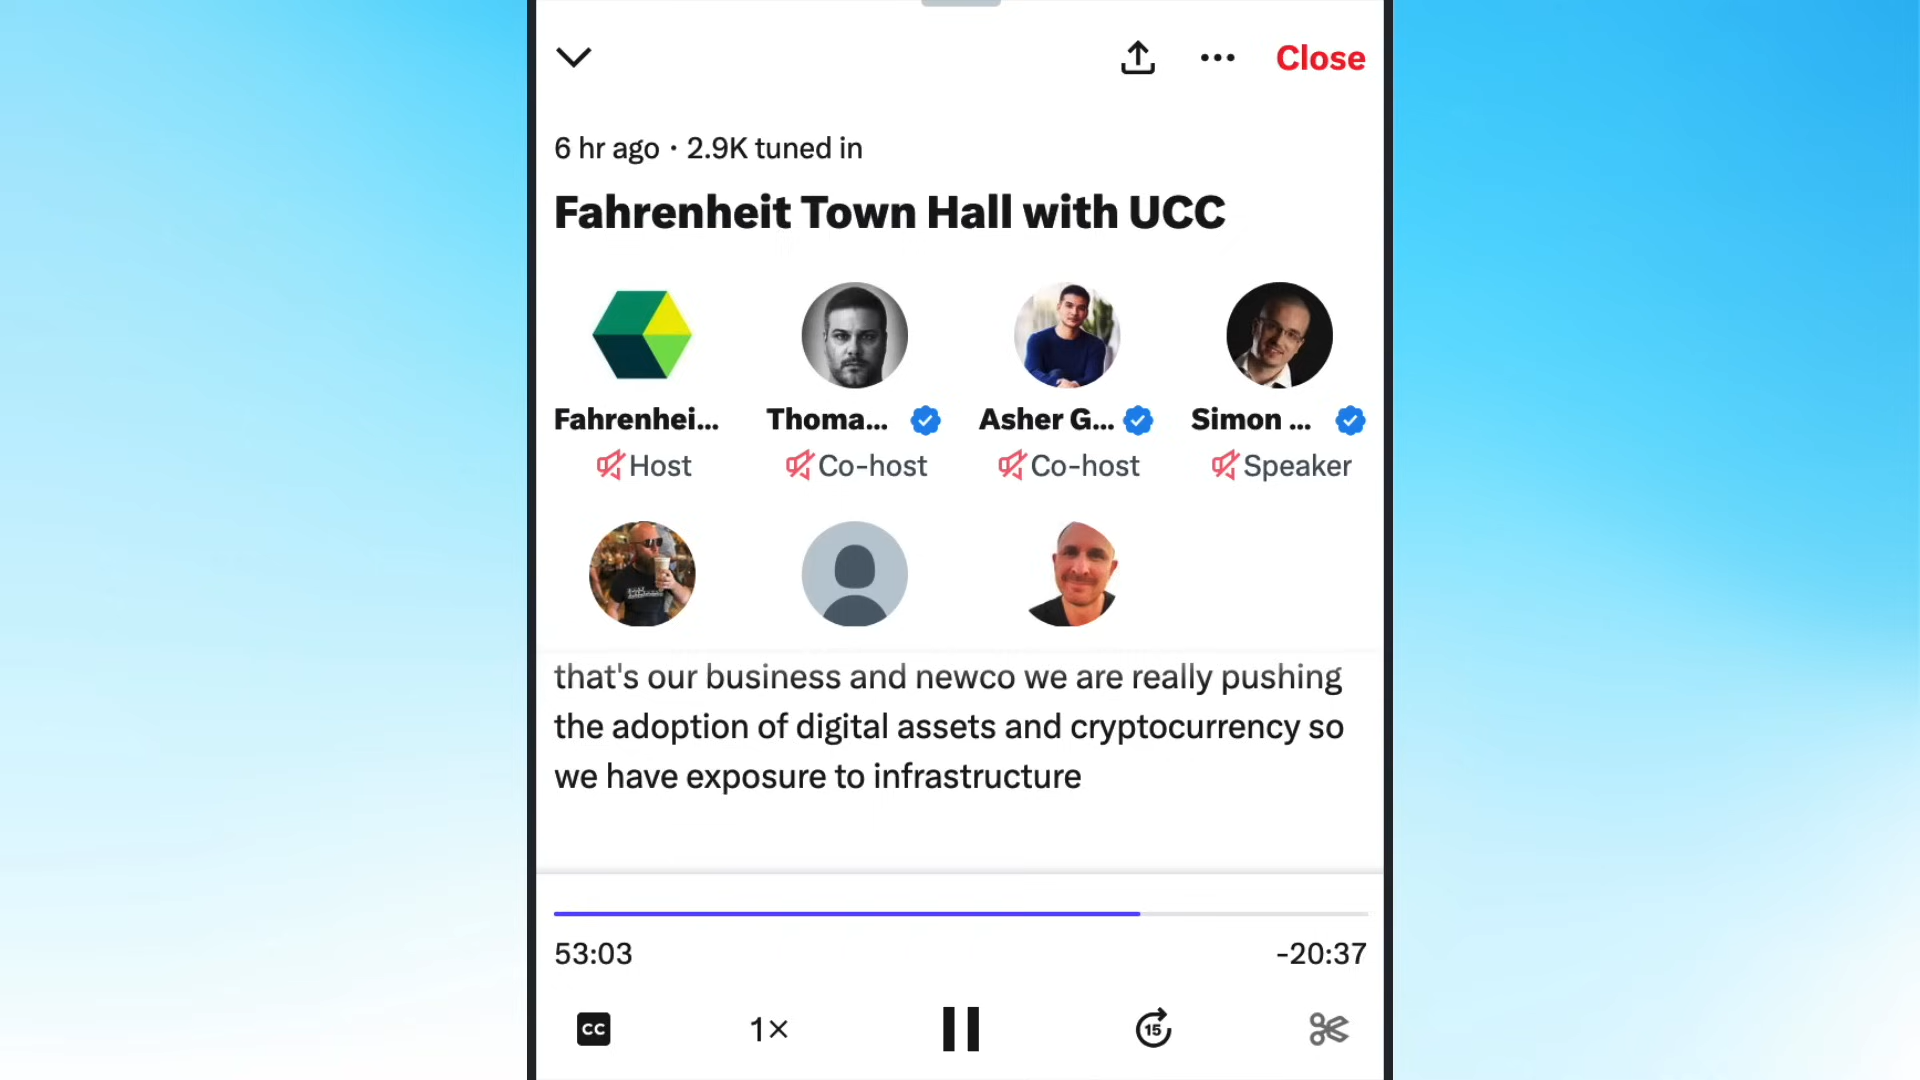 Close
6 hr ago · 2.9K tuned in
Fahrenheit Town Hall with UCC
Fahrenhei... Thoma... Asher G... Simon ...
Host Co-host Co-host Speaker
that's our business and newco we are really pushing
the adoption of digital assets and cryptocurrency so
we have exposure to infrastructure
53:03 -20:37
CC 1× 15